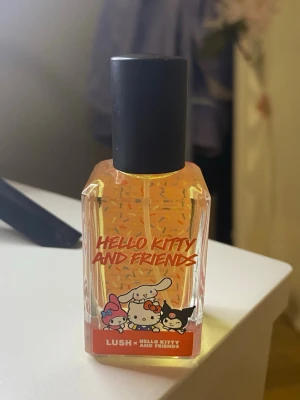 HELLO KITTY
AND FRIENDS
LUSH × HELLO KITTY
AND FRIENDS